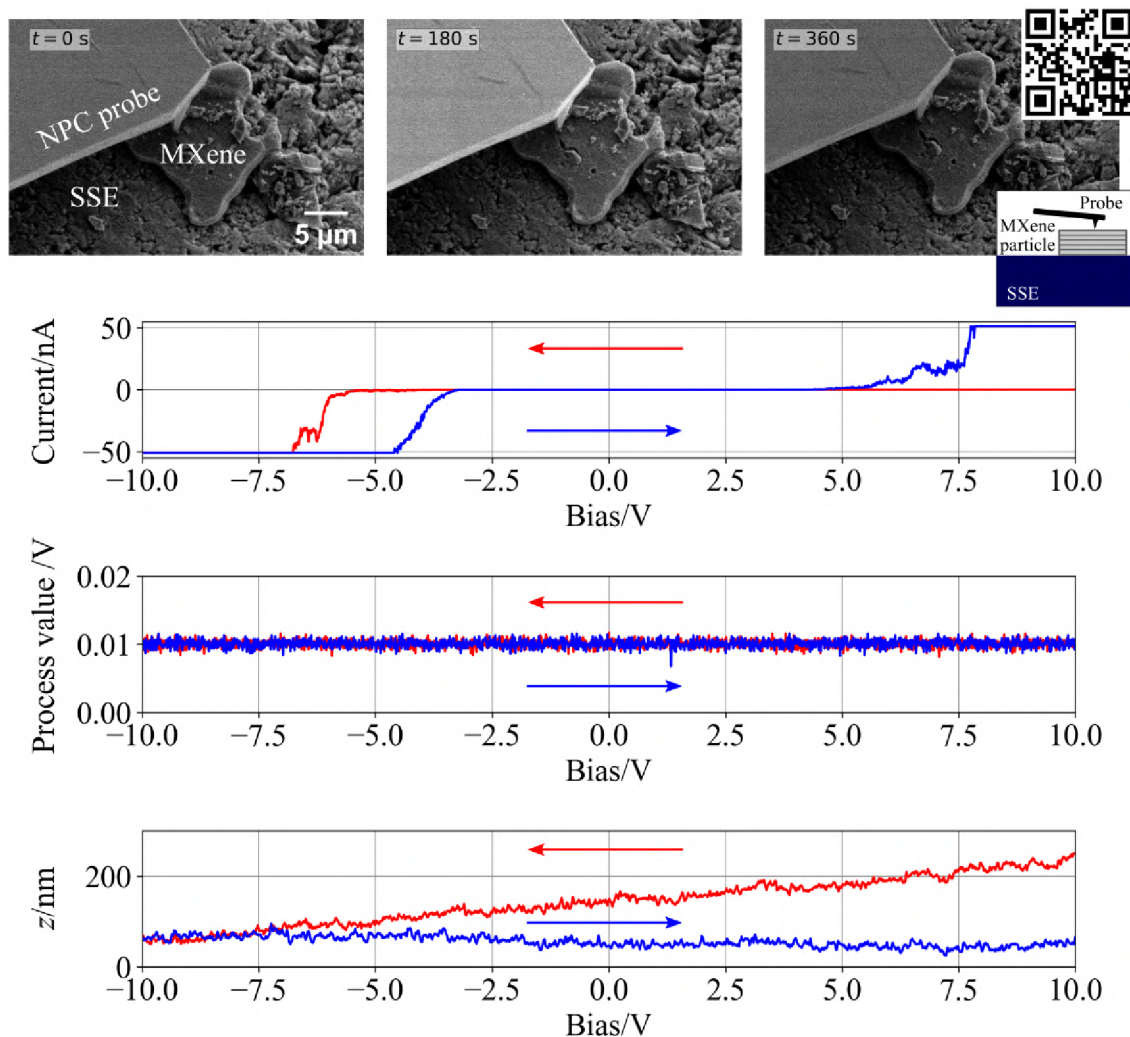 t = 0 s
t = 180 s
t = 360 s
NPC probe
MXene
SSE
5 μm
Probe
MXene
particle
SSE
Current/nA
50
0
−50
−10.0 −7.5 −5.0 −2.5 0.0 2.5 5.0 7.5 10.0
Bias/V
Process value /V
0.02
0.01
0.00
−10.0 −7.5 −5.0 −2.5 0.0 2.5 5.0 7.5 10.0
Bias/V
z/nm
200
0
−10.0 −7.5 −5.0 −2.5 0.0 2.5 5.0 7.5 10.0
Bias/V